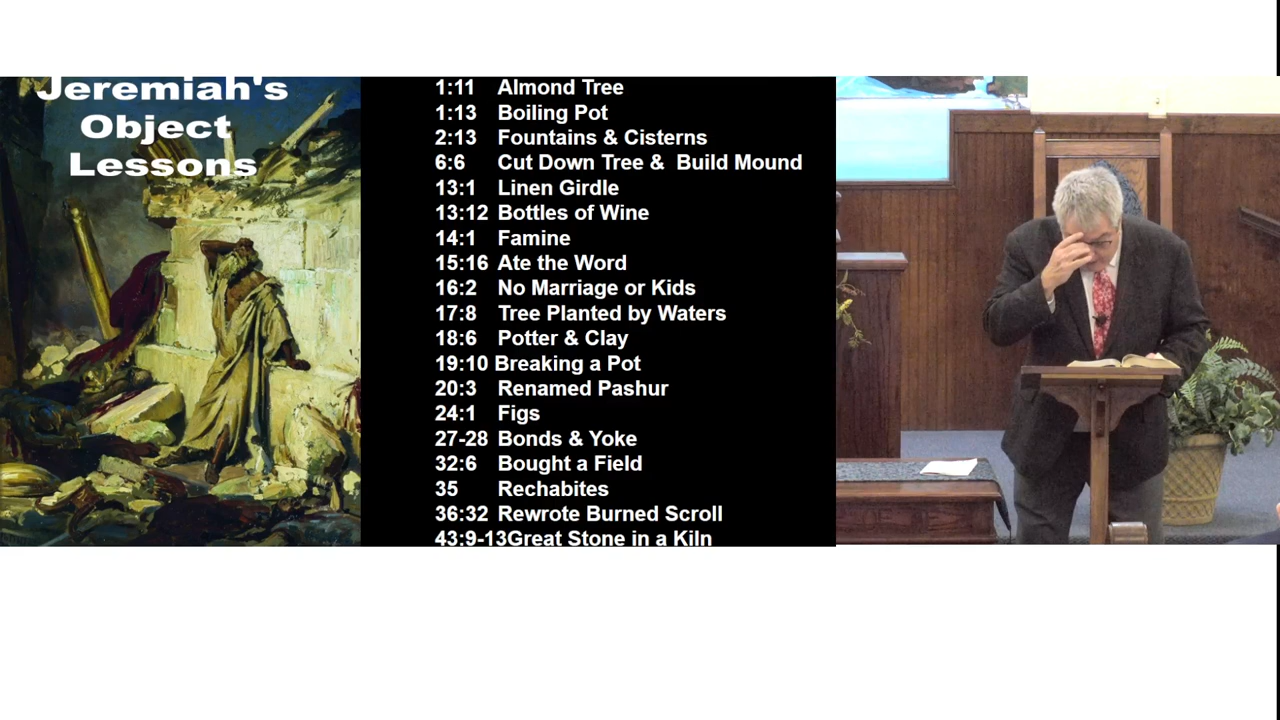 Jeremiah's
Object
Lessons
1:11 Almond Tree
1:13 Boiling Pot
2:13 Fountains & Cisterns
6:6 Cut Down Tree & Build Mound
13:1 Linen Girdle
13:12 Bottles of Wine
14:1 Famine
15:16 Ate the Word
16:2 No Marriage or Kids
17:8 Tree Planted by Waters
18:6 Potter & Clay
19:10 Breaking a Pot
20:3 Renamed Pashur
24:1 Figs
27-28 Bonds & Yoke
32:6 Bought a Field
35 Rechabites
36:32 Rewrote Burned Scroll
43:9-13Great Stone in a Kiln